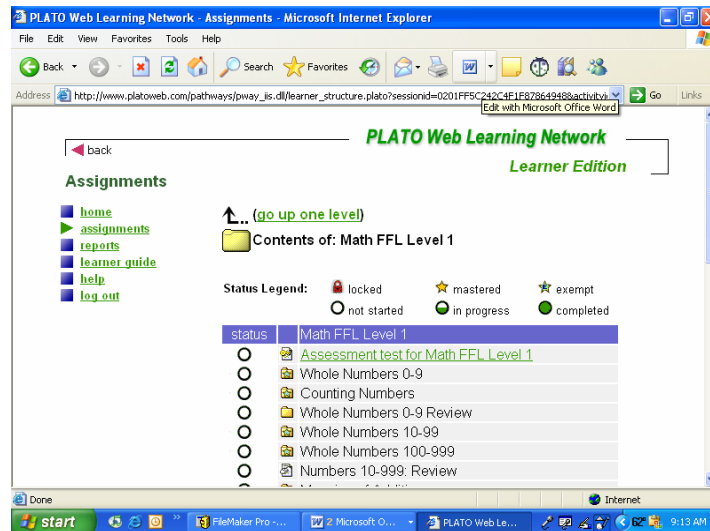 PLATO Web Learning Network - Assignments - Microsoft Internet Explorer
File Edit View Favorites Tools Help
Back Search Favorites
Address http://www.platoweb.com/pathways/pway_iis.dll/learner_structure.plato?sessionid=0201FF5C242C4F1F87864948&activityi Go Links
Edit with Microsoft Office Word
PLATO Web Learning Network
back
Learner Edition
Assignments
home
assignments
reports
learner guide
help
log out
(go up one level)
Contents of: Math FFL Level 1
Status Legend: locked mastered exempt
not started in progress completed
status Math FFL Level 1
Assessment test for Math FFL Level 1
Whole Numbers 0-9
Counting Numbers
Whole Numbers 0-9 Review
Whole Numbers 10-99
Whole Numbers 100-999
Numbers 10-999: Review
Done Internet
start FileMaker Pro -... 2 Microsoft O... PLATO Web Le... 62° 9:13 AM